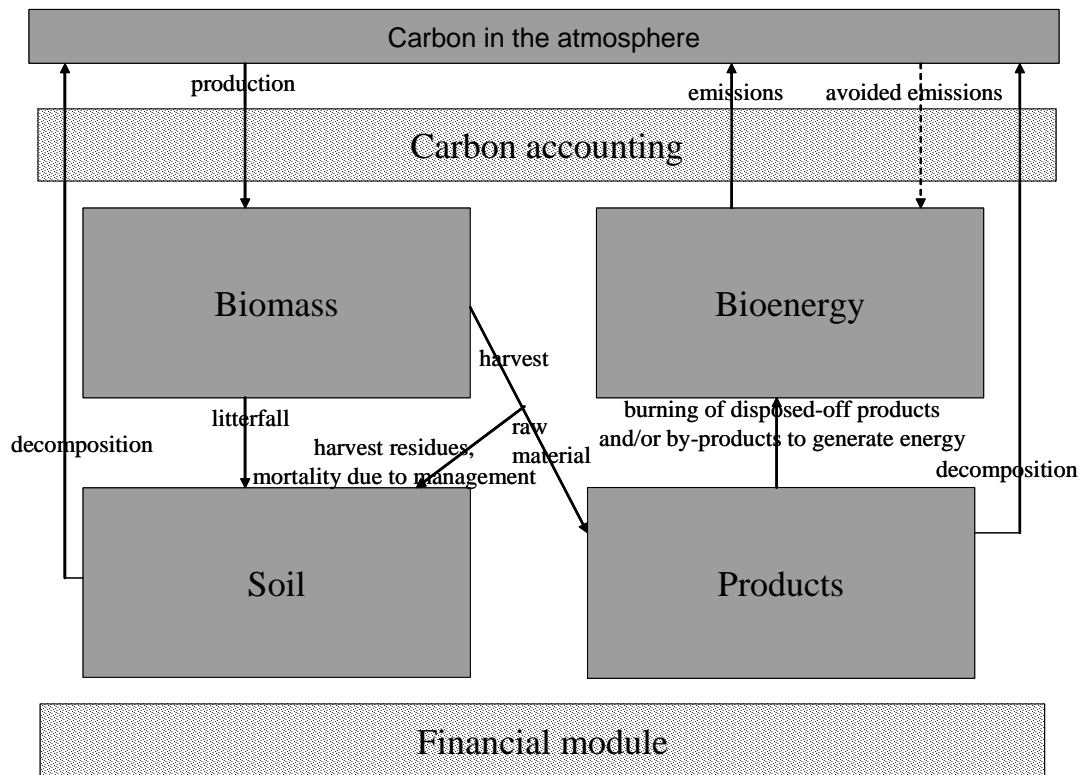 Carbon in the atmosphere
production
emissions
avoided emissions
Carbon accounting
Biomass
Bioenergy
harvest
litterfall
decomposition
harvest residues,
mortality due to management
raw
material
burning of disposed-off products
and/or by-products to generate energy
decomposition
Soil
Products
Financial module